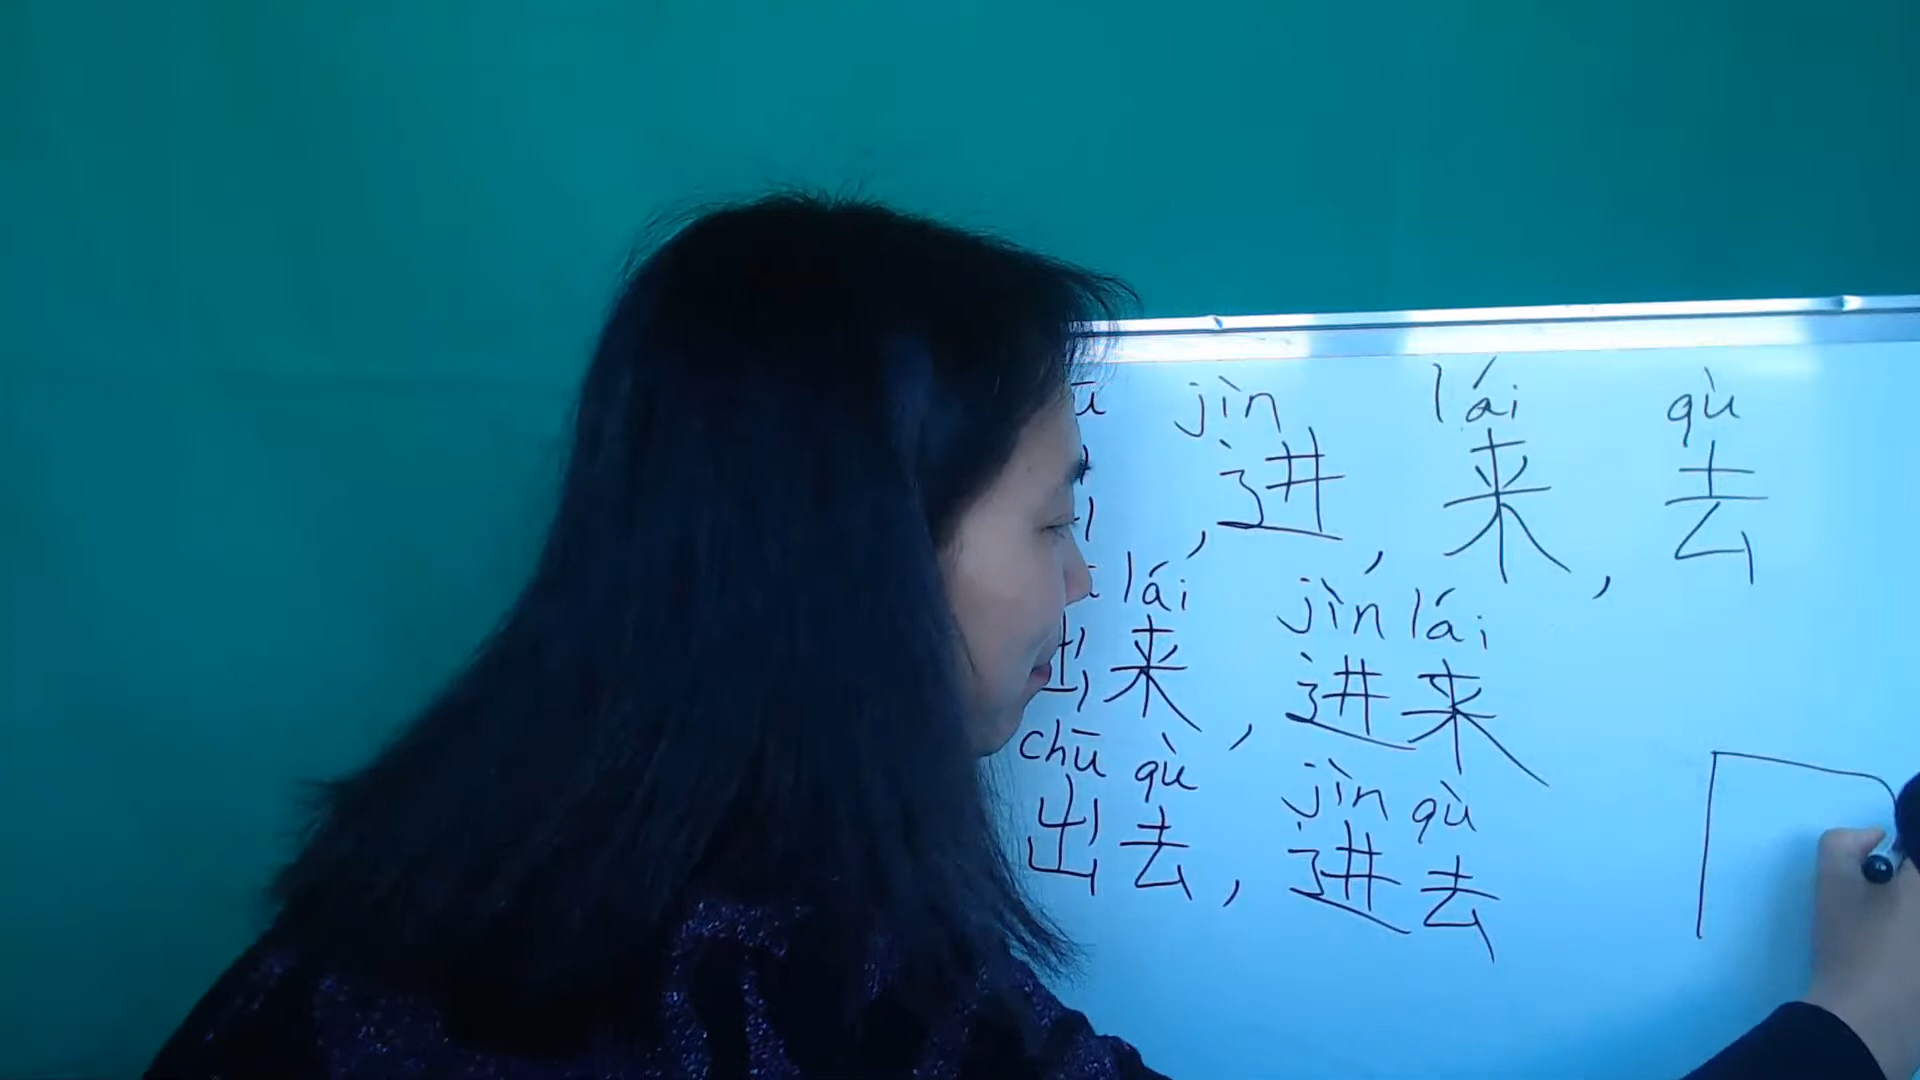 ū jìn lái qù
, 进 , 来 , 去
lái jìn lái
出来 , 进来
chū qù jìn qù
出去 , 进去